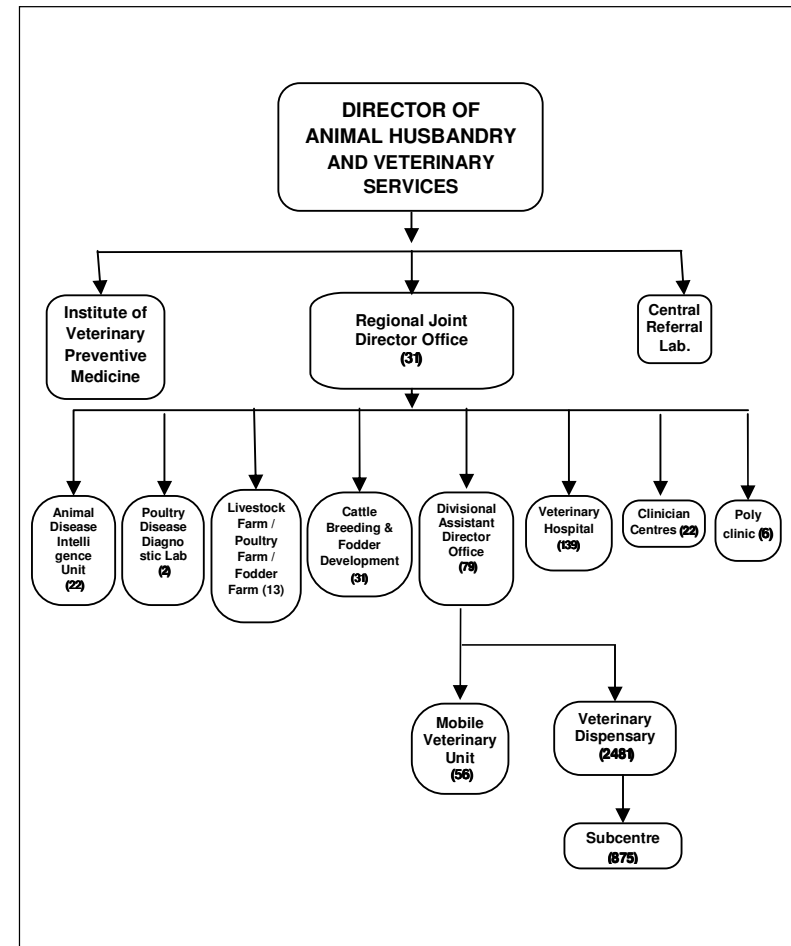 DIRECTOR OF
ANIMAL HUSBANDRY
AND VETERINARY
SERVICES
Institute of
Veterinary
Preventive
Medicine
Regional Joint
Director Office
(31)
Central
Referral
Lab.
Animal
Disease
Intelli
gence
Unit
(22)
Poultry
Disease
Diagno
stic Lab
(2)
Livestock
Farm /
Poultry
Farm /
Fodder
Farm (13)
Cattle
Breeding &
Fodder
Development
(31)
Divisional
Assistant
Director
Office
(79)
Veterinary
Hospital
(139)
Clinician
Centres (22)
Poly
clinic (6)
Mobile
Veterinary
Unit
(56)
Veterinary
Dispensary
(2481)
Subcentre
(875)